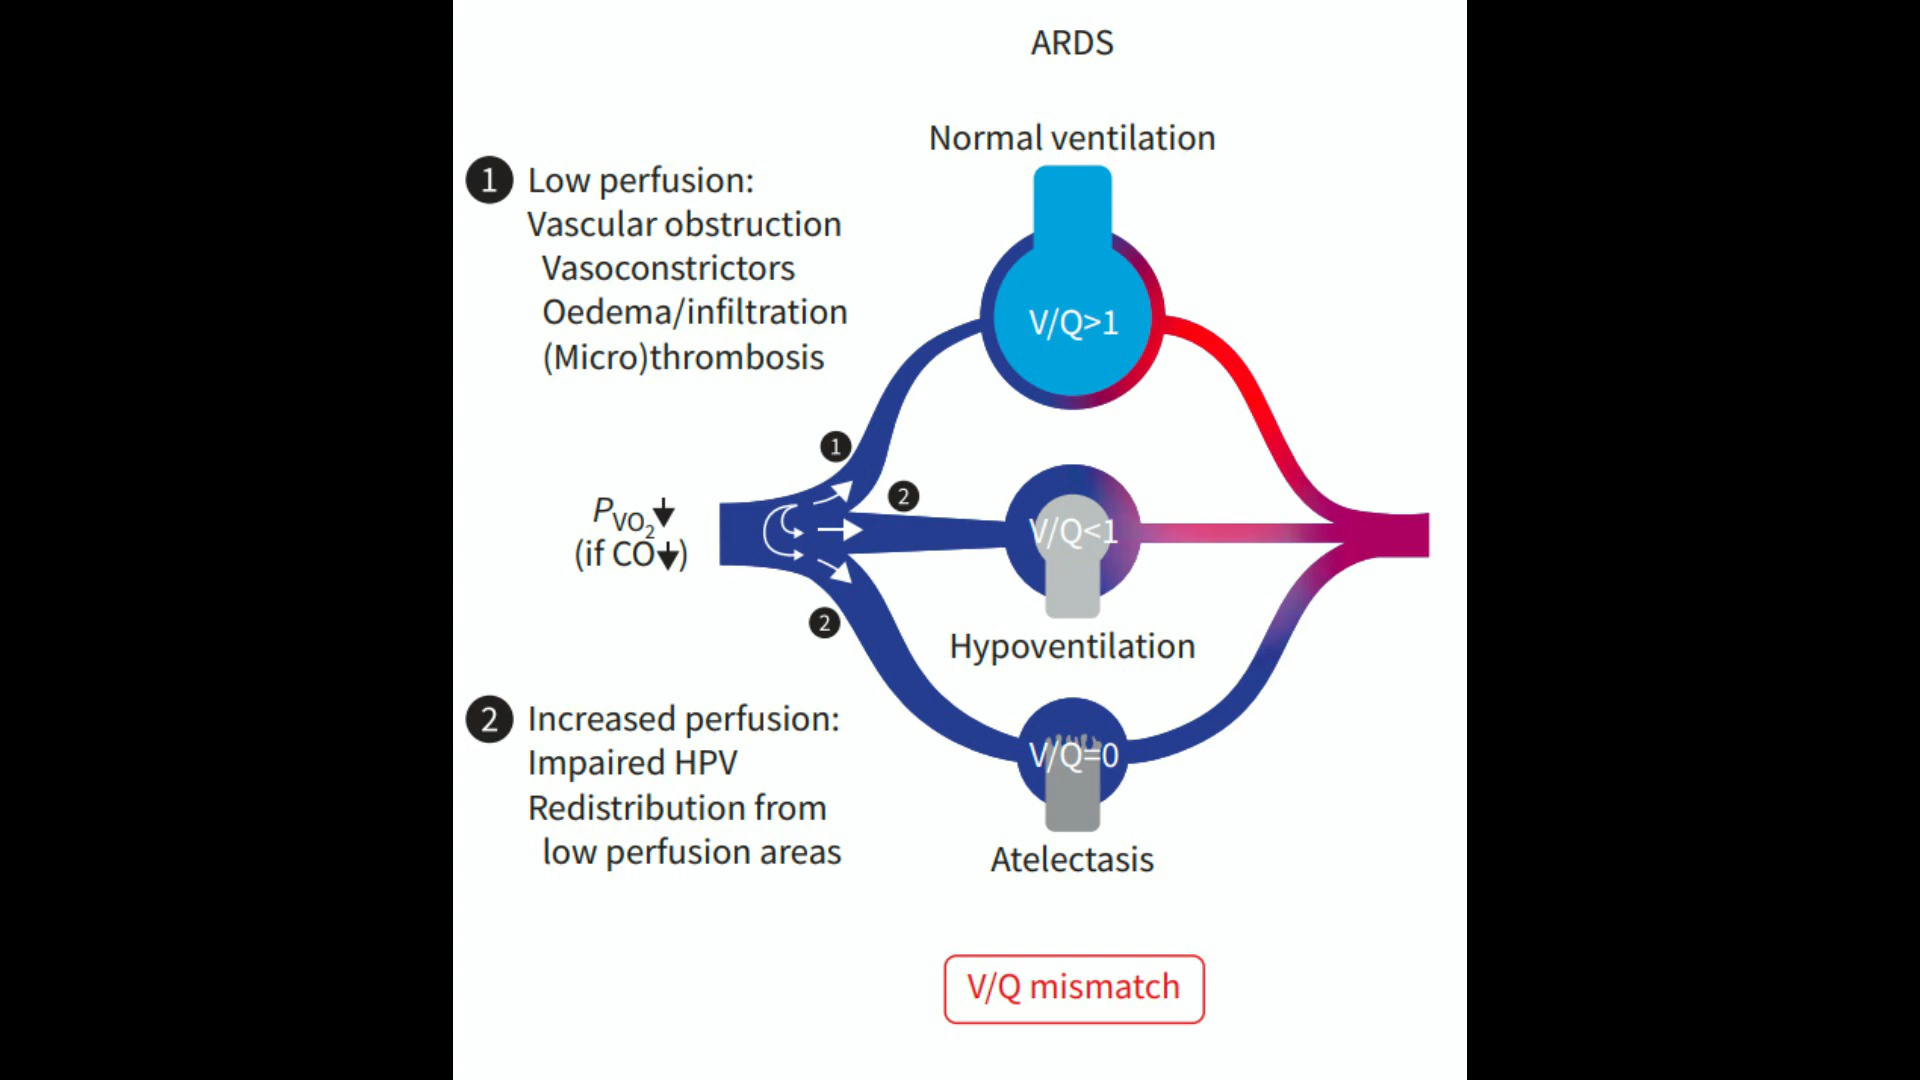 ARDS
Normal ventilation
1 Low perfusion:
Vascular obstruction
Vasoconstrictors
Oedema/infiltration
(Micro)thrombosis
V/Q>1
1
2
PVO2↓
(if CO↓)
V/Q<1
2
Hypoventilation
2 Increased perfusion:
Impaired HPV
Redistribution from
low perfusion areas
V/Q=0
Atelectasis
V/Q mismatch